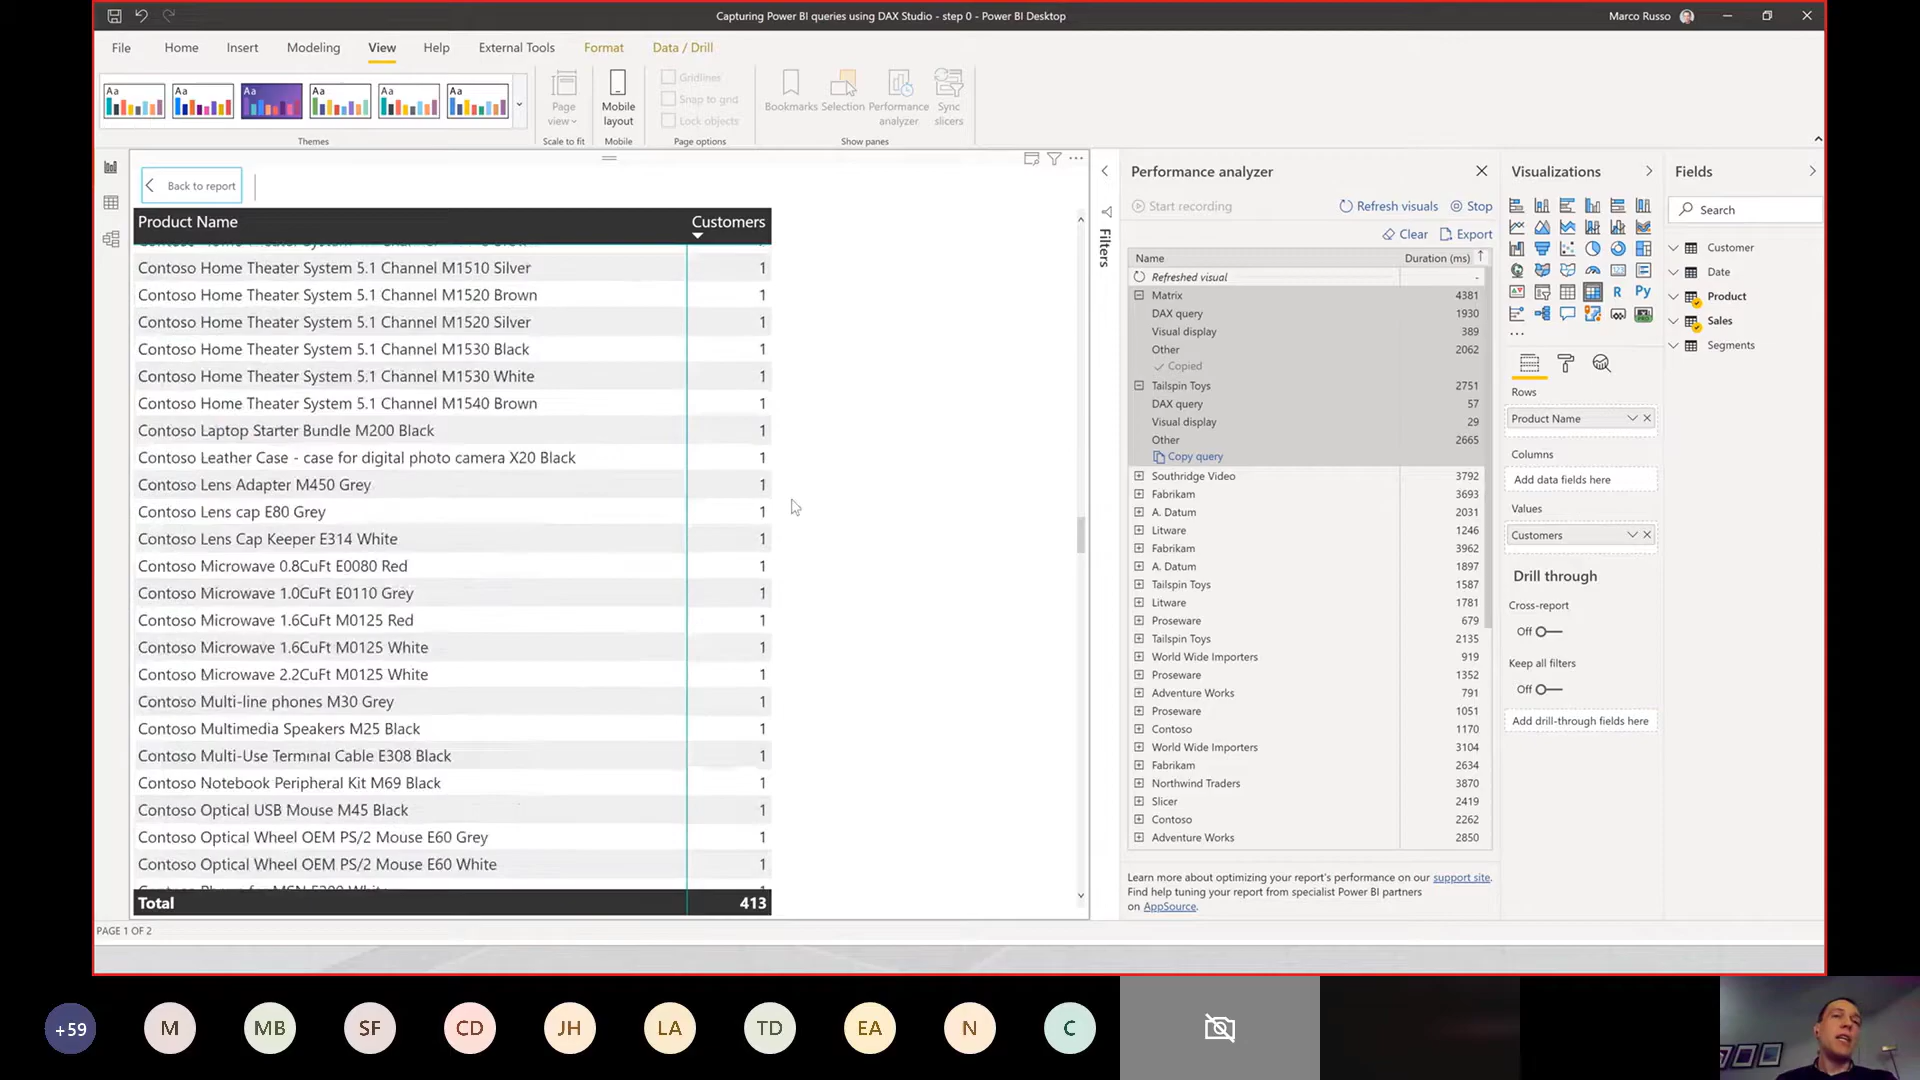 Capturing Power BI queries using DAX Studio - step 0 - Power BI Desktop
Marco Russo
File Home Insert Modeling View Help External Tools Format Data / Drill
Aa Aa Aa Aa Aa Aa
Page view
Mobile layout
Gridlines
Snap to grid
Lock objects
Bookmarks
Selection
Performance analyzer
Sync slicers
Themes
Scale to fit
Mobile
Page options
Show panes
Back to report
Product Name Customers
Contoso Home Theater System 5.1 Channel M1510 Silver 1
Contoso Home Theater System 5.1 Channel M1520 Brown 1
Contoso Home Theater System 5.1 Channel M1520 Silver 1
Contoso Home Theater System 5.1 Channel M1530 Black 1
Contoso Home Theater System 5.1 Channel M1530 White 1
Contoso Home Theater System 5.1 Channel M1540 Brown 1
Contoso Laptop Starter Bundle M200 Black 1
Contoso Leather Case - case for digital photo camera X20 Black 1
Contoso Lens Adapter M450 Grey 1
Contoso Lens cap E80 Grey 1
Contoso Lens Cap Keeper E314 White 1
Contoso Microwave 0.8CuFt E0080 Red 1
Contoso Microwave 1.0CuFt E0110 Grey 1
Contoso Microwave 1.6CuFt M0125 Red 1
Contoso Microwave 1.6CuFt M0125 White 1
Contoso Microwave 2.2CuFt M0125 White 1
Contoso Multi-line phones M30 Grey 1
Contoso Multimedia Speakers M25 Black 1
Contoso Multi-Use Terminal Cable E308 Black 1
Contoso Notebook Peripheral Kit M69 Black 1
Contoso Optical USB Mouse M45 Black 1
Contoso Optical Wheel OEM PS/2 Mouse E60 Grey 1
Contoso Optical Wheel OEM PS/2 Mouse E60 White 1
Total 413
PAGE 1 OF 2
Filters
Performance analyzer
Start recording Refresh visuals Stop
Clear Export
Name Duration (ms)
Refreshed visual -
Matrix 4381
DAX query 1930
Visual display 389
Other 2062
Copied
Tailspin Toys 2751
DAX query 57
Visual display 29
Other 2665
Copy query
Southridge Video 3792
Fabrikam 3693
A. Datum 2031
Litware 1246
Fabrikam 3962
A. Datum 1897
Tailspin Toys 1587
Litware 1781
Proseware 679
Tailspin Toys 2135
World Wide Importers 919
Proseware 1352
Adventure Works 791
Proseware 1051
Contoso 1170
World Wide Importers 3104
Fabrikam 2634
Northwind Traders 3870
Slicer 2419
Contoso 2262
Adventure Works 2850
Learn more about optimizing your report's performance on our support site.
Find help tuning your report from specialist Power BI partners
on AppSource.
Visualizations
R Py
Rows
Product Name
Columns
Add data fields here
Values
Customers
Drill through
Cross-report
Off
Keep all filters
Off
Add drill-through fields here
Fields
Search
Customer
Date
Product
Sales
Segments
+59 M MB SF CD JH LA TD EA N C